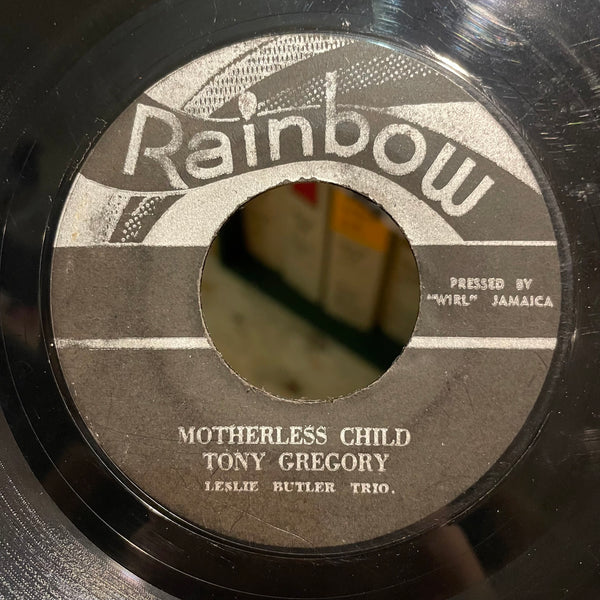 Rainbow
PRESSED BY
"WIRL" JAMAICA
MOTHERLESS CHILD
TONY GREGORY
LESLIE BUTLER TRIO.